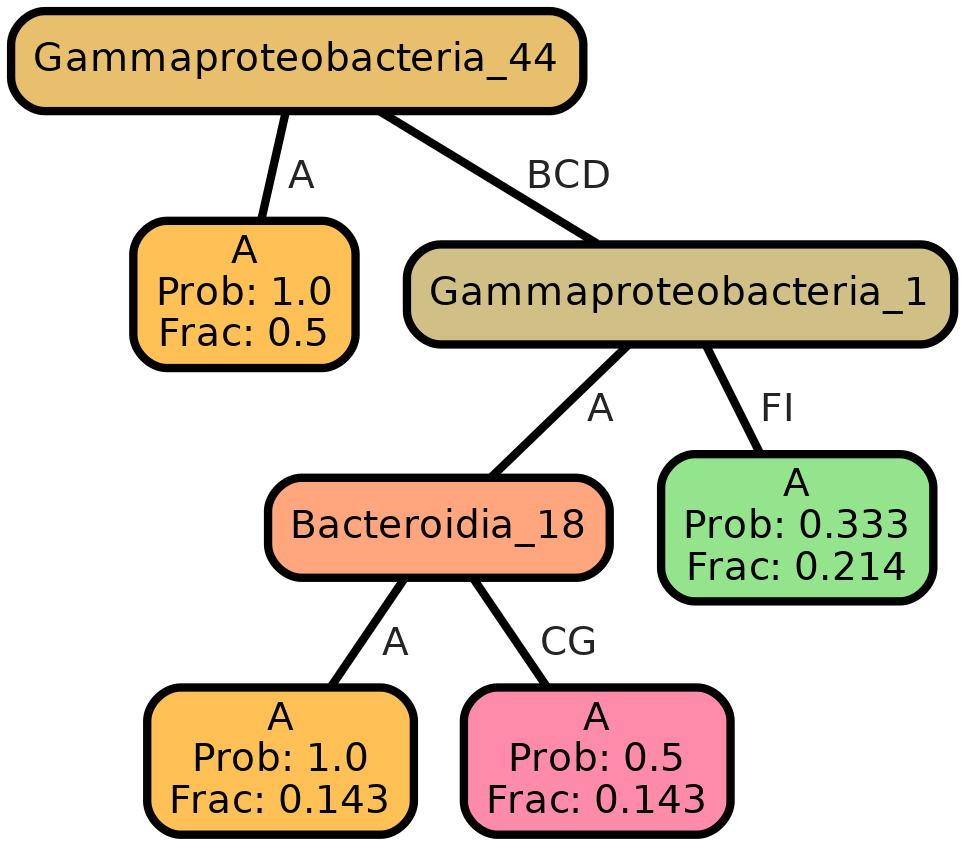 Gammaproteobacteria_44
A
BCD
A
Prob: 1.0
Frac: 0.5
Gammaproteobacteria_1
A
FI
Bacteroidia_18
A
Prob: 0.333
Frac: 0.214
A
CG
A
Prob: 1.0
Frac: 0.143
A
Prob: 0.5
Frac: 0.143